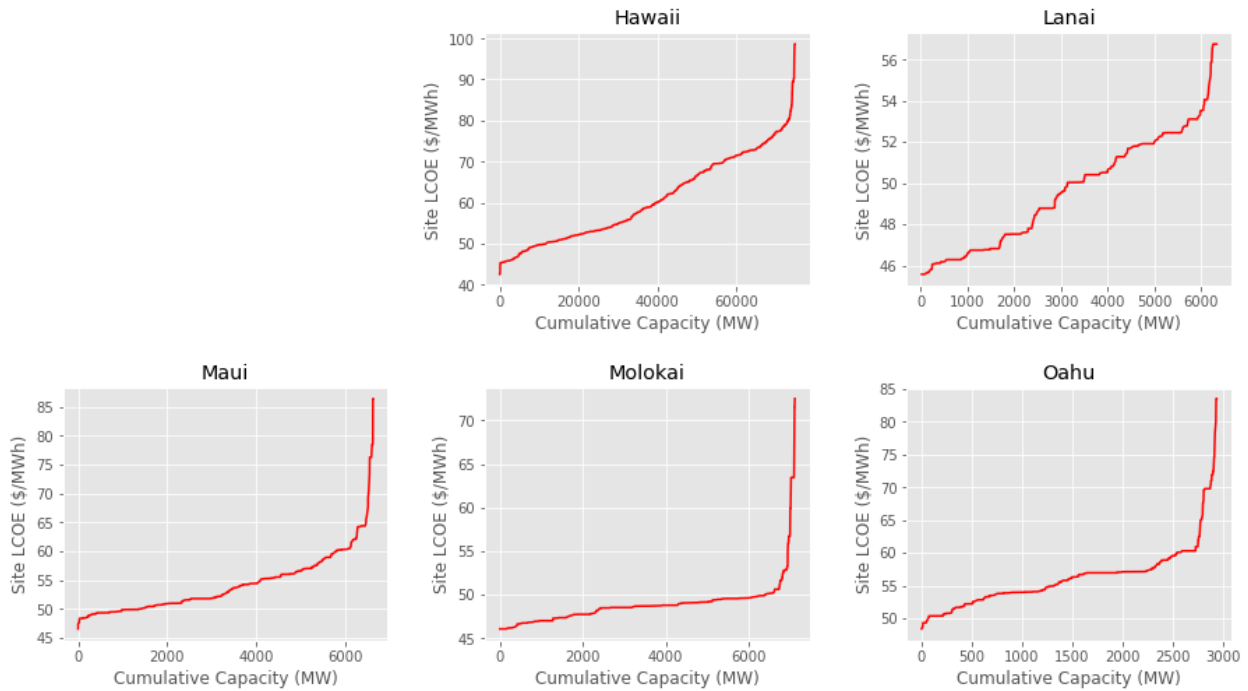 Hawaii
100
90
80
70
60
50
40
Site LCOE ($/MWh)
0 20000 40000 60000
Cumulative Capacity (MW)
Lanai
56
54
52
50
48
46
Site LCOE ($/MWh)
0 1000 2000 3000 4000 5000 6000
Cumulative Capacity (MW)
Maui
85
80
75
70
65
60
55
50
45
Site LCOE ($/MWh)
0 2000 4000 6000
Cumulative Capacity (MW)
Molokai
70
65
60
55
50
45
Site LCOE ($/MWh)
0 2000 4000 6000
Cumulative Capacity (MW)
Oahu
85
80
75
70
65
60
55
50
Site LCOE ($/MWh)
0 500 1000 1500 2000 2500 3000
Cumulative Capacity (MW)